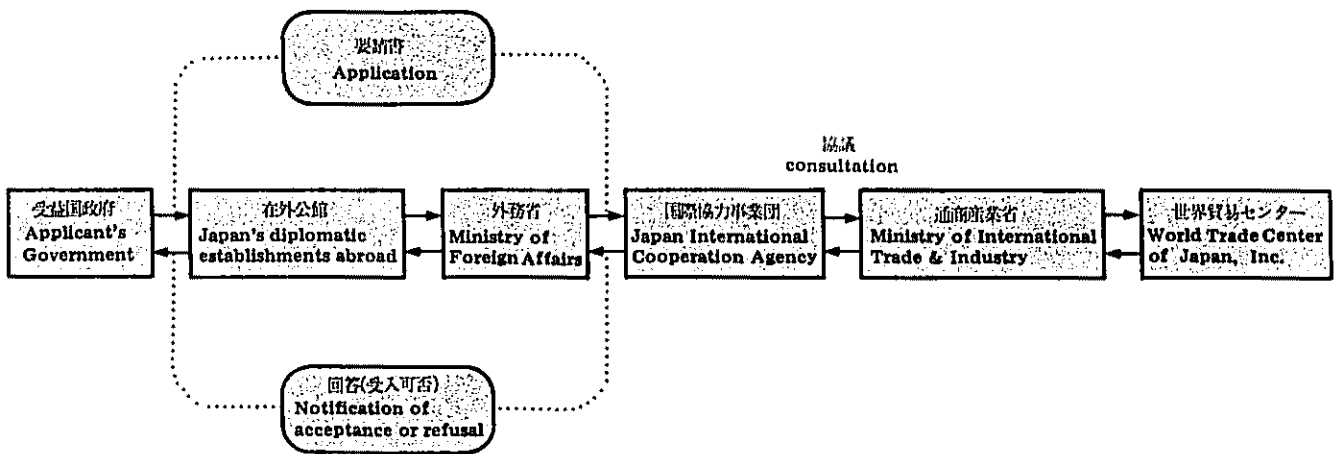 要請書
Application
協議
consultation
受益国政府
Applicant's
Government
在外公館
Japan's diplomatic
establishments abroad
外務省
Ministry of
Foreign Affairs
国際協力事業団
Japan International
Cooperation Agency
通商産業省
Ministry of International
Trade & Industry
世界貿易センター
World Trade Center
of Japan, Inc.
回答(受入可否)
Notification of
acceptance or refusal